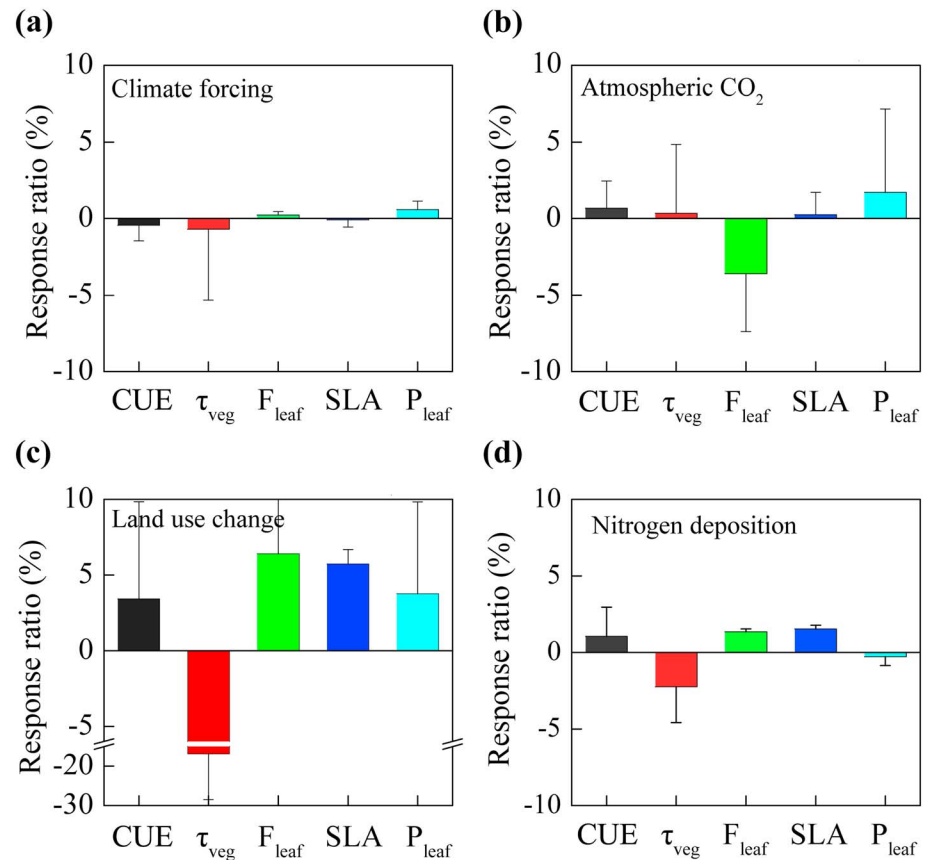 (a)
Response ratio (%)
10
5
0
-5
-10
Climate forcing
CUE τveg Fleaf SLA Pleaf
(b)
Response ratio (%)
10
5
0
-5
-10
Atmospheric CO2
CUE τveg Fleaf SLA Pleaf
(c)
Response ratio (%)
10
5
0
-5
-20
-30
Land use change
CUE τveg Fleaf SLA Pleaf
(d)
Response ratio (%)
10
5
0
-5
-10
Nitrogen deposition
CUE τveg Fleaf SLA Pleaf